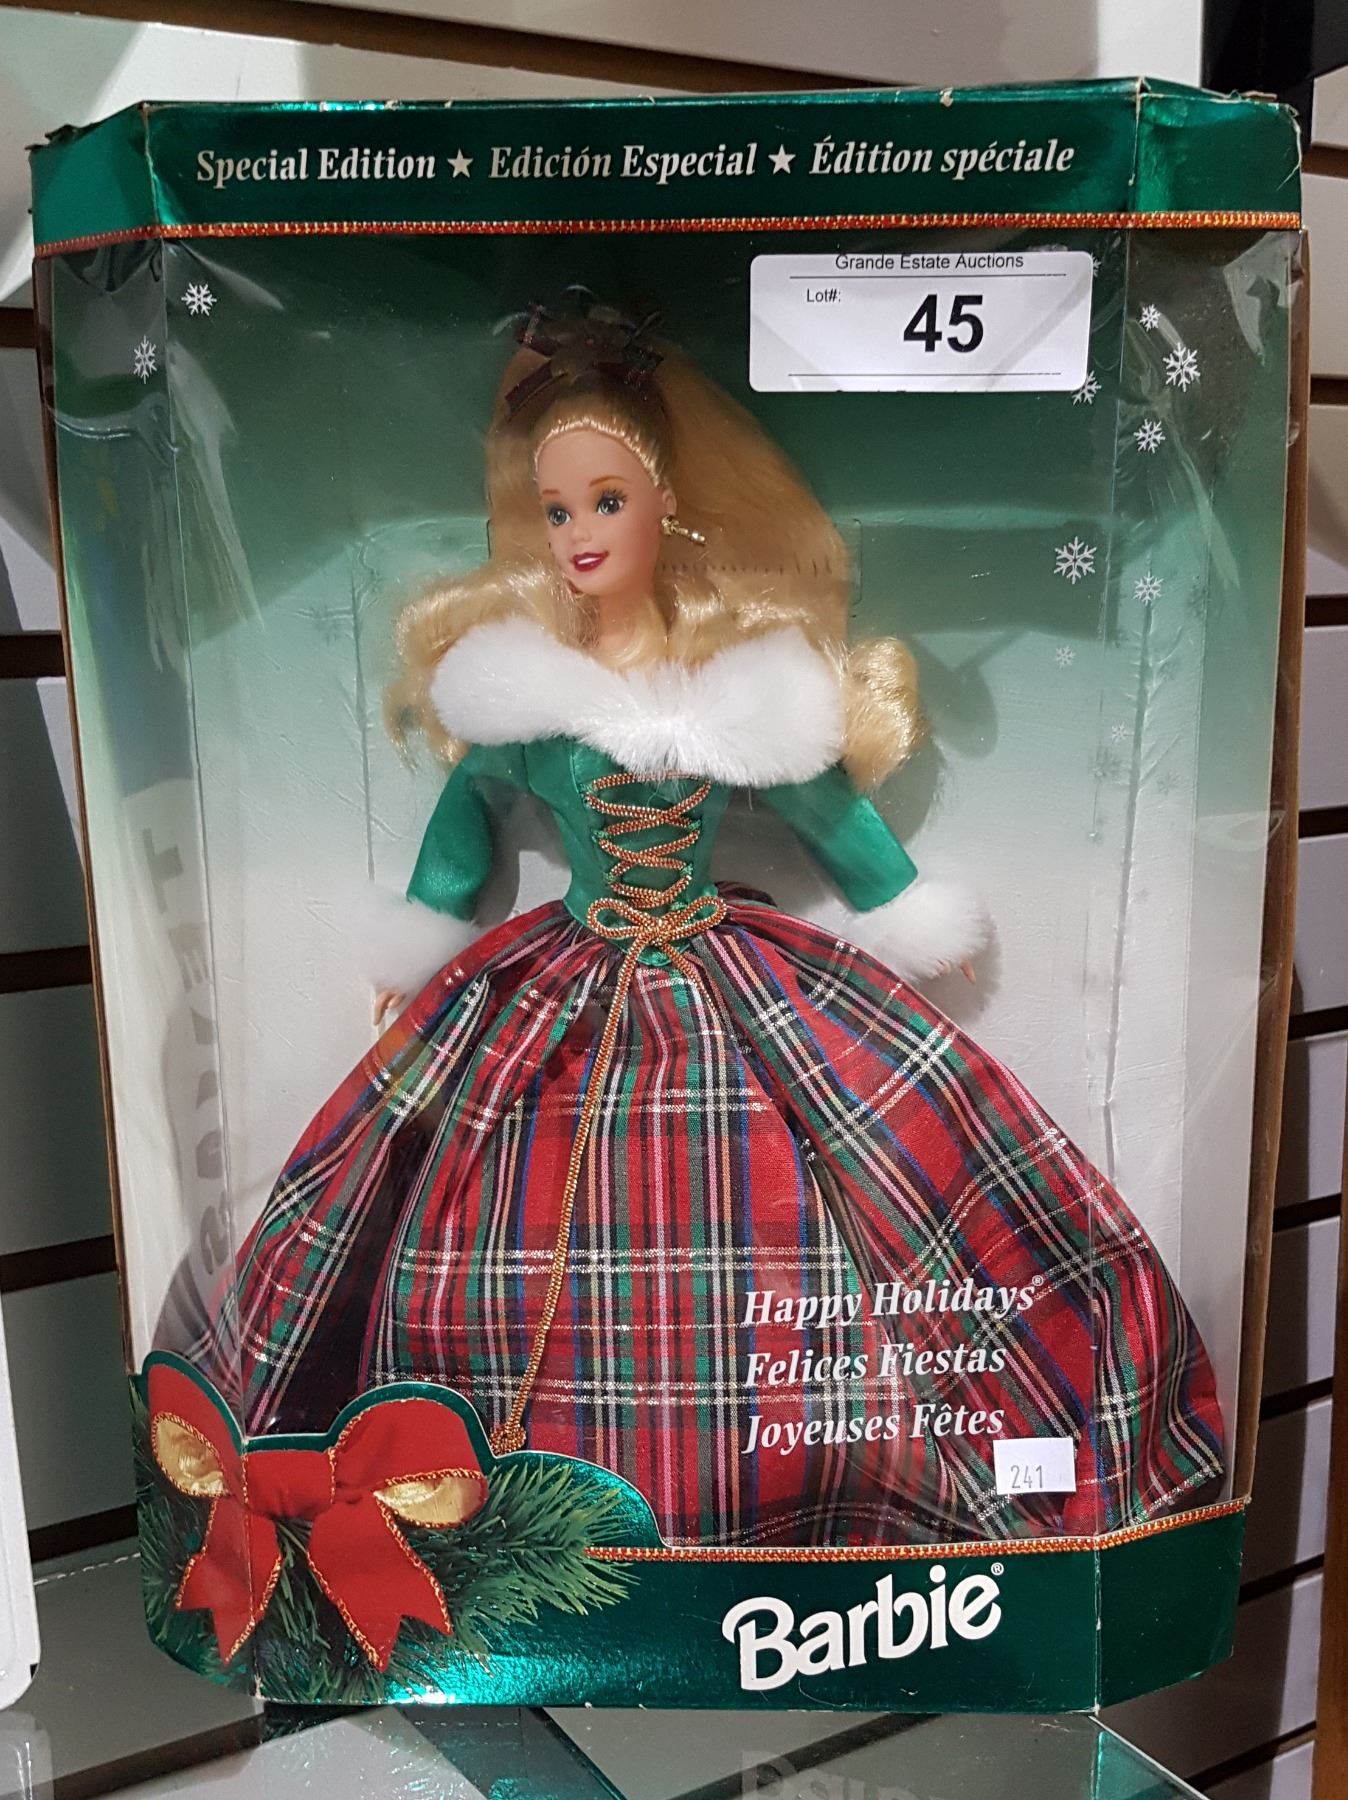 Special Edition ★ Edición Especial ★ Édition spéciale
Grande Estate Auctions
Lot#:
45
Happy Holidays®
Felices Fiestas
Joyeuses Fêtes
241
Barbie®